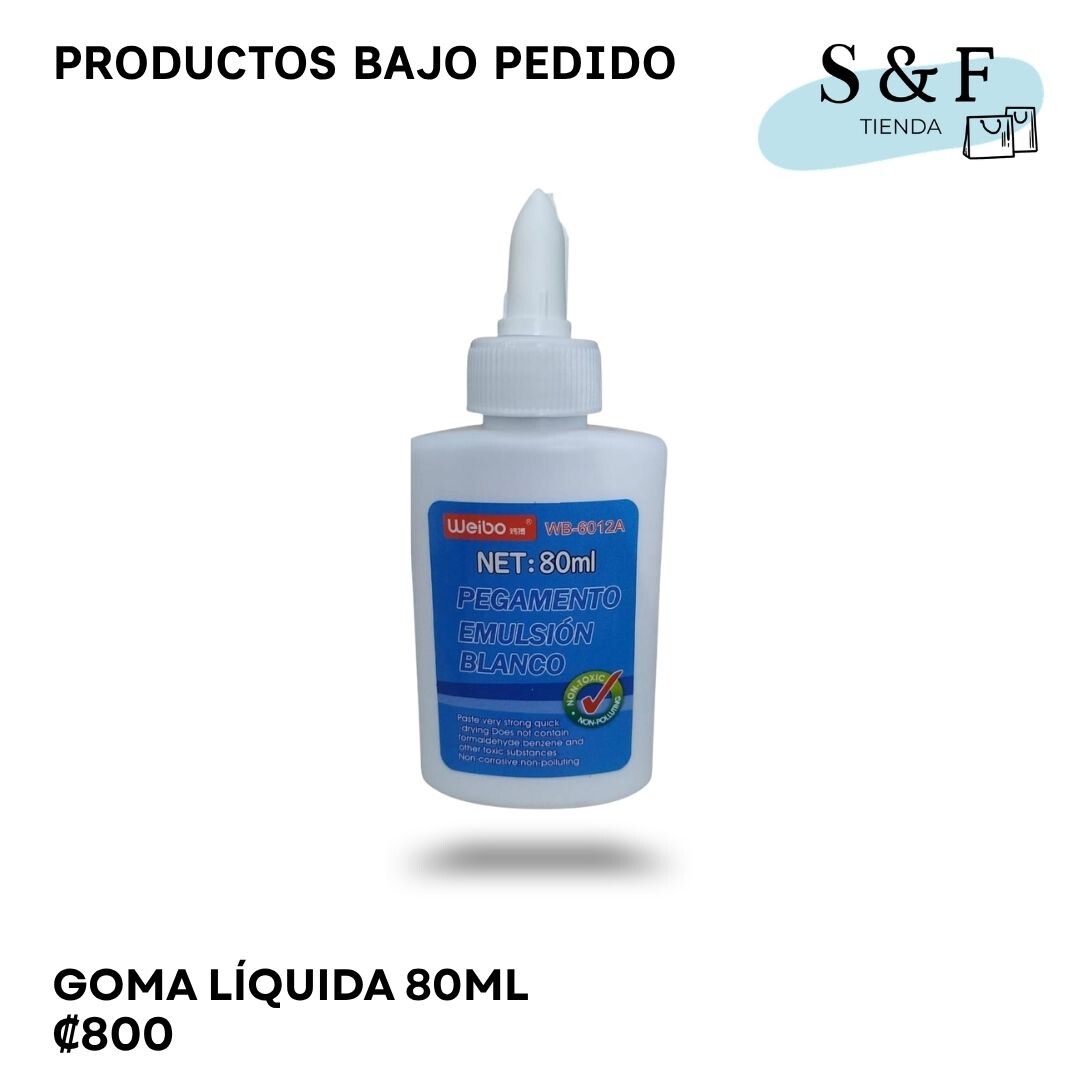 PRODUCTOS BAJO PEDIDO
S & F
TIENDA
Weibo 纬博®
WB-6012A
NET: 80ml
PEGAMENTO
EMULSIÓN
BLANCO
NON-TOXIC
NON-POLLUTING
Paste very strong quick
-drying Does not contain
formaldehyde.benzene and
other toxic substances
Non-corrosive.non-polluting
GOMA LÍQUIDA 80ML
₡800